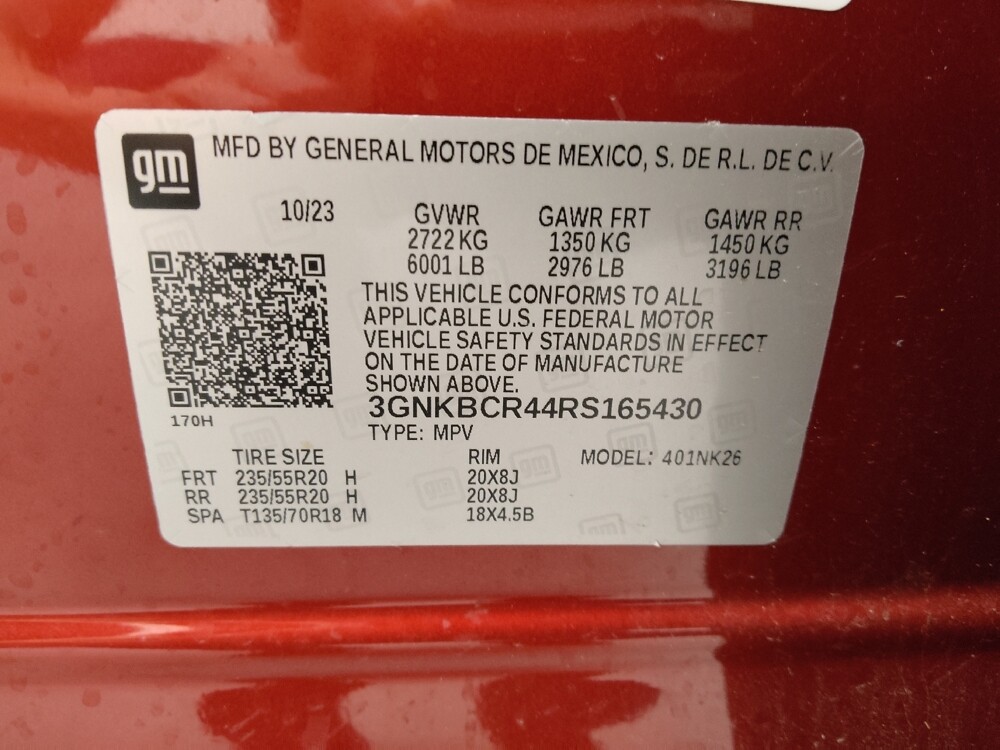 gm MFD BY GENERAL MOTORS DE MEXICO, S. DE R.L. DE C.V.
10/23 GVWR GAWR FRT GAWR RR
2722 KG 1350 KG 1450 KG
6001 LB 2976 LB 3196 LB
THIS VEHICLE CONFORMS TO ALL
APPLICABLE U.S. FEDERAL MOTOR
VEHICLE SAFETY STANDARDS IN EFFECT
ON THE DATE OF MANUFACTURE
SHOWN ABOVE.
3GNKBCR44RS165430
170H
TYPE: MPV
TIRE SIZE RIM MODEL: 401NK26
FRT 235/55R20 H 20X8J
RR 235/55R20 H 20X8J
SPA T135/70R18 M 18X4.5B